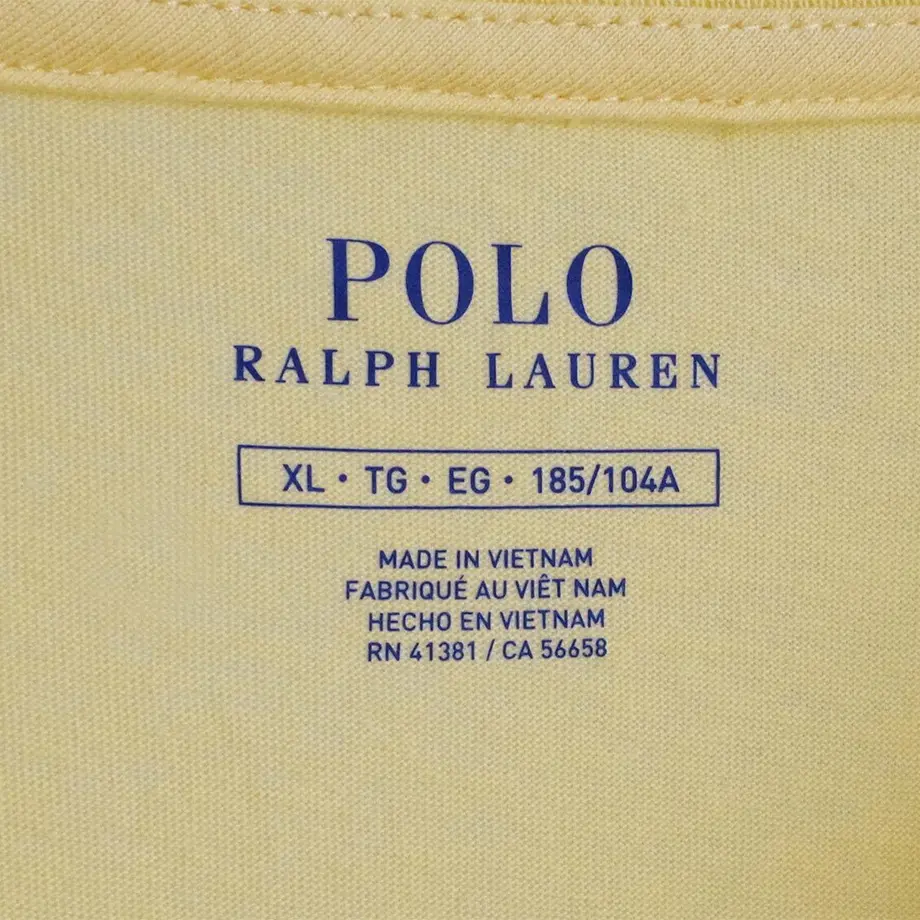 POLO
RALPH LAUREN
XL • TG • EG • 185/104A
MADE IN VIETNAM
FABRIQUÉ AU VIÊT NAM
HECHO EN VIETNAM
RN 41381 / CA 56658